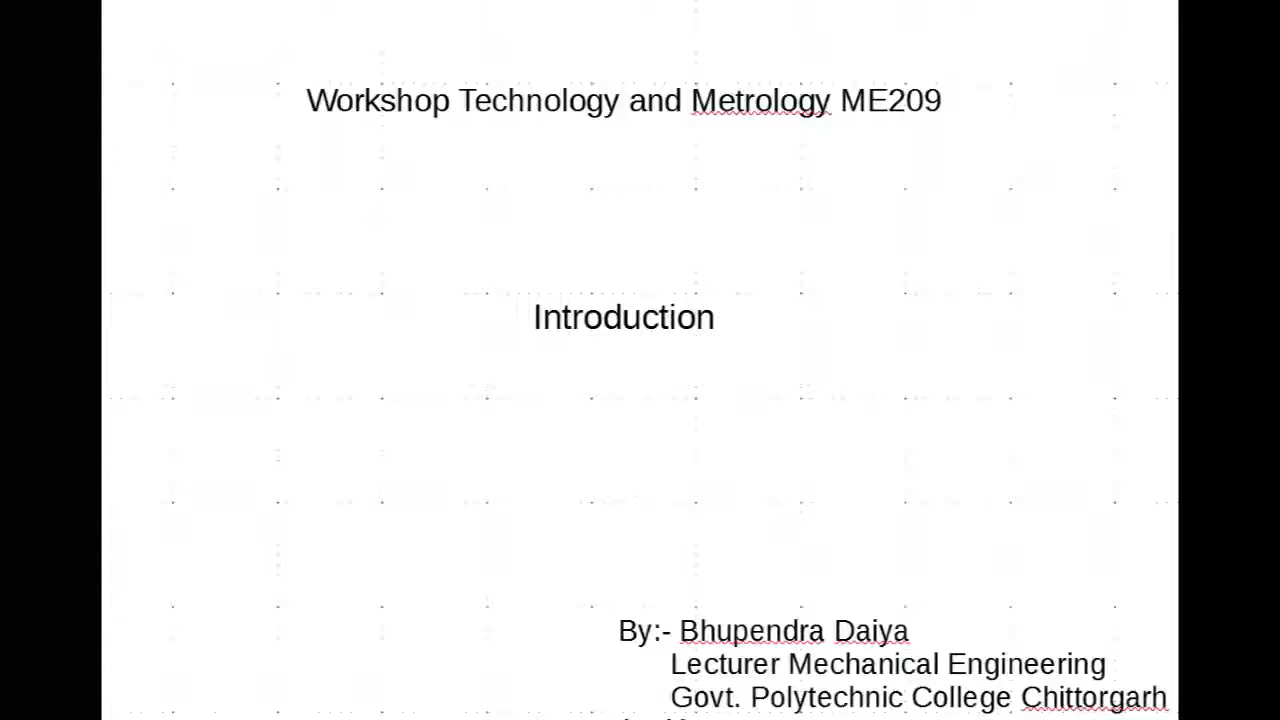 Workshop Technology and Metrology ME209
Introduction
By:- Bhupendra Daiya
Lecturer Mechanical Engineering
Govt. Polytechnic College Chittorgarh